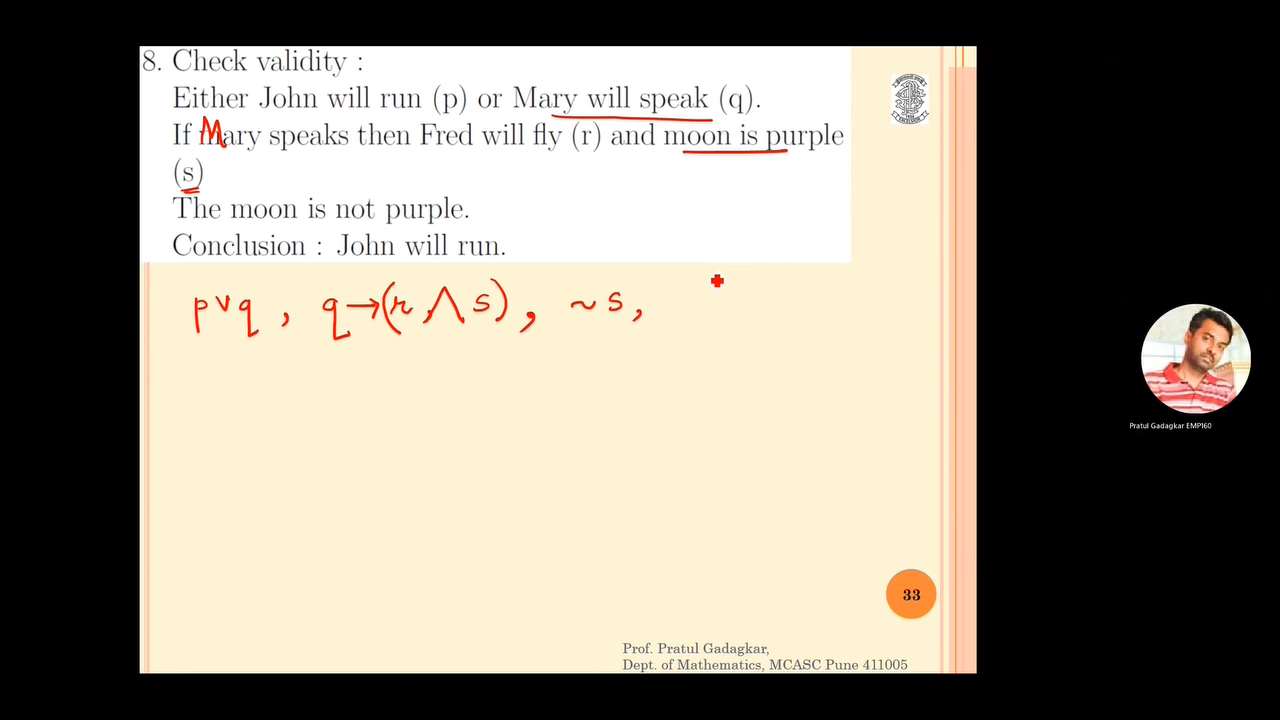 8. Check validity :
Either John will run (p) or Mary will speak (q).
If Mary speaks then Fred will fly (r) and moon is purple
(s)
The moon is not purple.
Conclusion : John will run.
p∨q , q→(r∧s), ~s,
Pratul Gadagkar EMP160
33
Prof. Pratul Gadagkar,
Dept. of Mathematics, MCASC Pune 411005